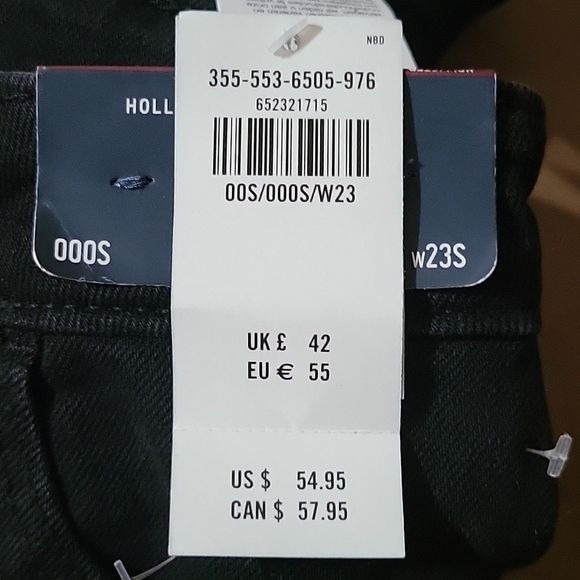 NBD
355-553-6505-976
652321715
HOLL
00S/000S/W23
000S
W23S
UK £ 42
EU € 55
US $ 54.95
CAN $ 57.95